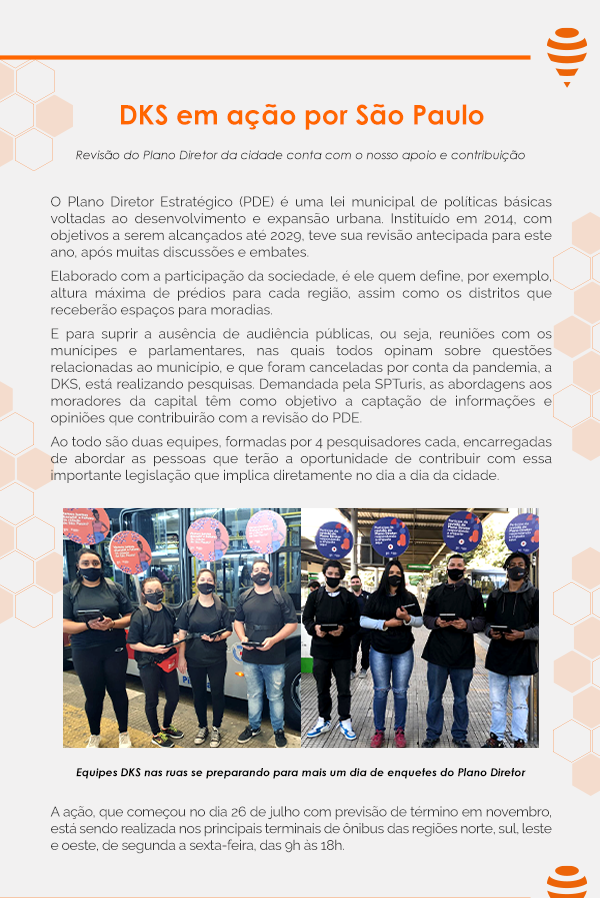 DKS em ação por São Paulo
Revisão do Plano Diretor da cidade conta com o nosso apoio e contribuição
O Plano Diretor Estratégico (PDE) é uma lei municipal de políticas básicas
voltadas ao desenvolvimento e expansão urbana. Instituído em 2014, com
objetivos a serem alcançados até 2029, teve sua revisão antecipada para este
ano, após muitas discussões e embates.
Elaborado com a participação da sociedade, é ele quem define, por exemplo,
altura máxima de prédios para cada região, assim como os distritos que
receberão espaços para moradias.
E para suprir a ausência de audiência públicas, ou seja, reuniões com os
munícipes e parlamentares, nas quais todos opinam sobre questões
relacionadas ao município, e que foram canceladas por conta da pandemia, a
DKS, está realizando pesquisas. Demandada pela SPTuris, as abordagens aos
moradores da capital têm como objetivo a captação de informações e
opiniões que contribuirão com a revisão do PDE.
Ao todo são duas equipes, formadas por 4 pesquisadores cada, encarregadas
de abordar as pessoas que terão a oportunidade de contribuir com essa
importante legislação que implica diretamente no dia a dia da cidade.
Equipes DKS nas ruas se preparando para mais um dia de enquetes do Plano Diretor
A ação, que começou no dia 26 de julho com previsão de término em novembro,
está sendo realizada nos principais terminais de ônibus das regiões norte, sul, leste
e oeste, de segunda a sexta-feira, das 9h às 18h.